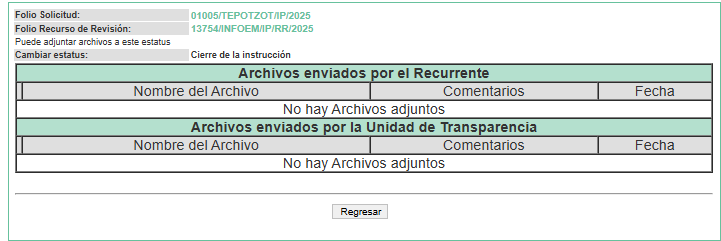 Folio Solicitud: 01005/TEPOTZOT/IP/2025
Folio Recurso de Revisión: 13754/INFOEM/IP/RR/2025
Puede adjuntar archivos a este estatus
Cambiar estatus: Cierre de la instrucción
Archivos enviados por el Recurrente
Nombre del Archivo Comentarios Fecha
No hay Archivos adjuntos
Archivos enviados por la Unidad de Transparencia
Nombre del Archivo Comentarios Fecha
No hay Archivos adjuntos
Regresar